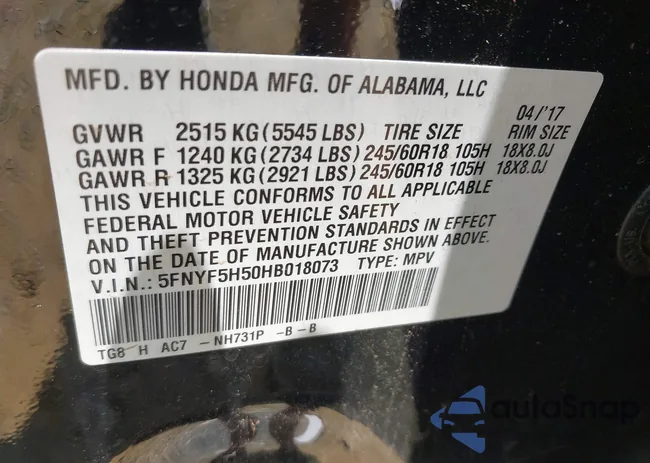 MFD. BY HONDA MFG. OF ALABAMA, LLC
04/'17
GVWR 2515 KG (5545 LBS) TIRE SIZE RIM SIZE
GAWR F 1240 KG (2734 LBS) 245/60R18 105H 18X8.0J
GAWR R 1325 KG (2921 LBS) 245/60R18 105H 18X8.0J
THIS VEHICLE CONFORMS TO ALL APPLICABLE
FEDERAL MOTOR VEHICLE SAFETY
AND THEFT PREVENTION STANDARDS IN EFFECT
ON THE DATE OF MANUFACTURE SHOWN ABOVE.
V.I.N.: 5FNYF5H50HB018073 TYPE: MPV
TG8 H AC7 - NH731P -B - B
autoSnap